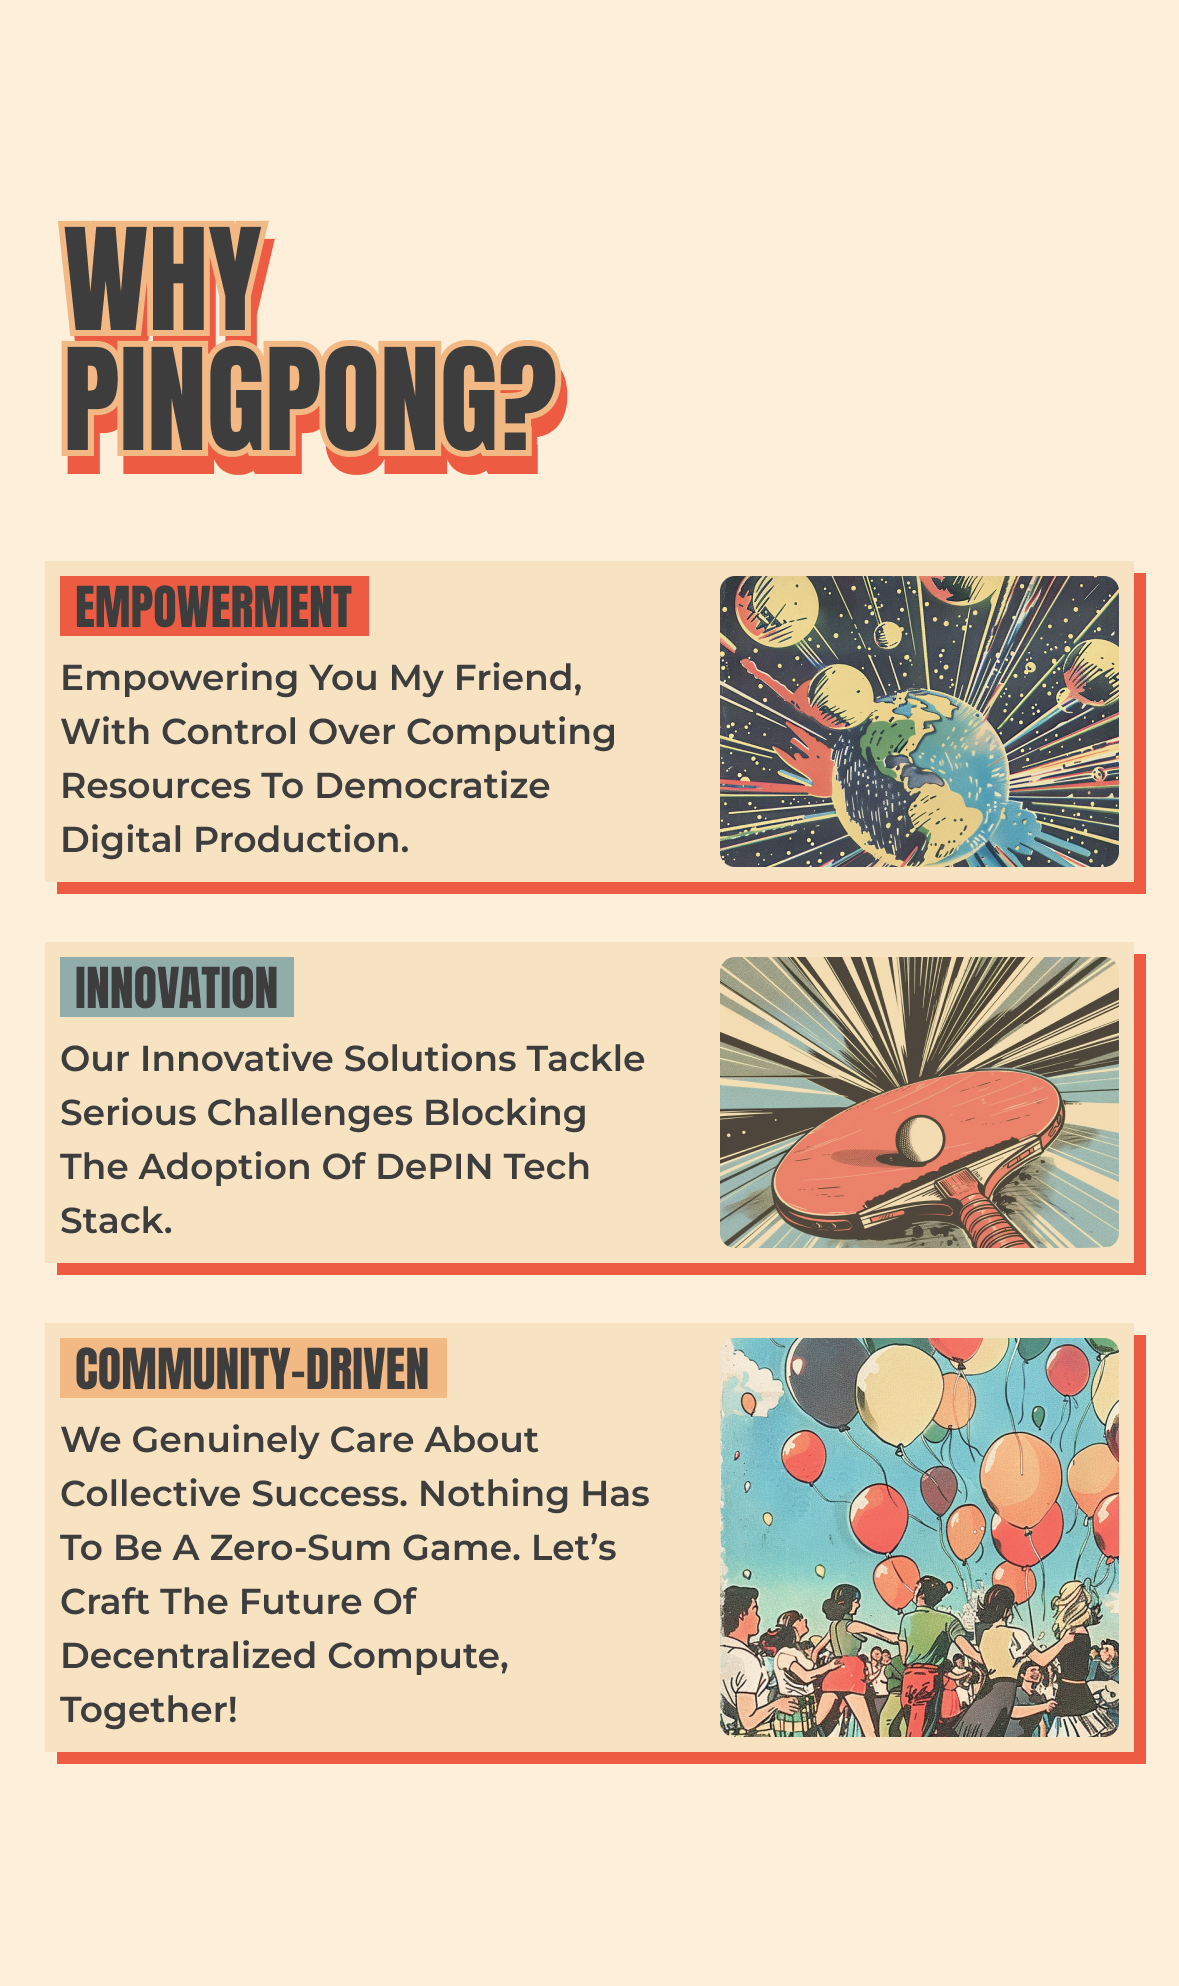 WHY
PINGPONG?
EMPOWERMENT
Empowering You My Friend,
With Control Over Computing
Resources To Democratize
Digital Production.
INNOVATION
Our Innovative Solutions Tackle
Serious Challenges Blocking
The Adoption Of DePIN Tech
Stack.
COMMUNITY-DRIVEN
We Genuinely Care About
Collective Success. Nothing Has
To Be A Zero-Sum Game. Let’s
Craft The Future Of
Decentralized Compute,
Together!